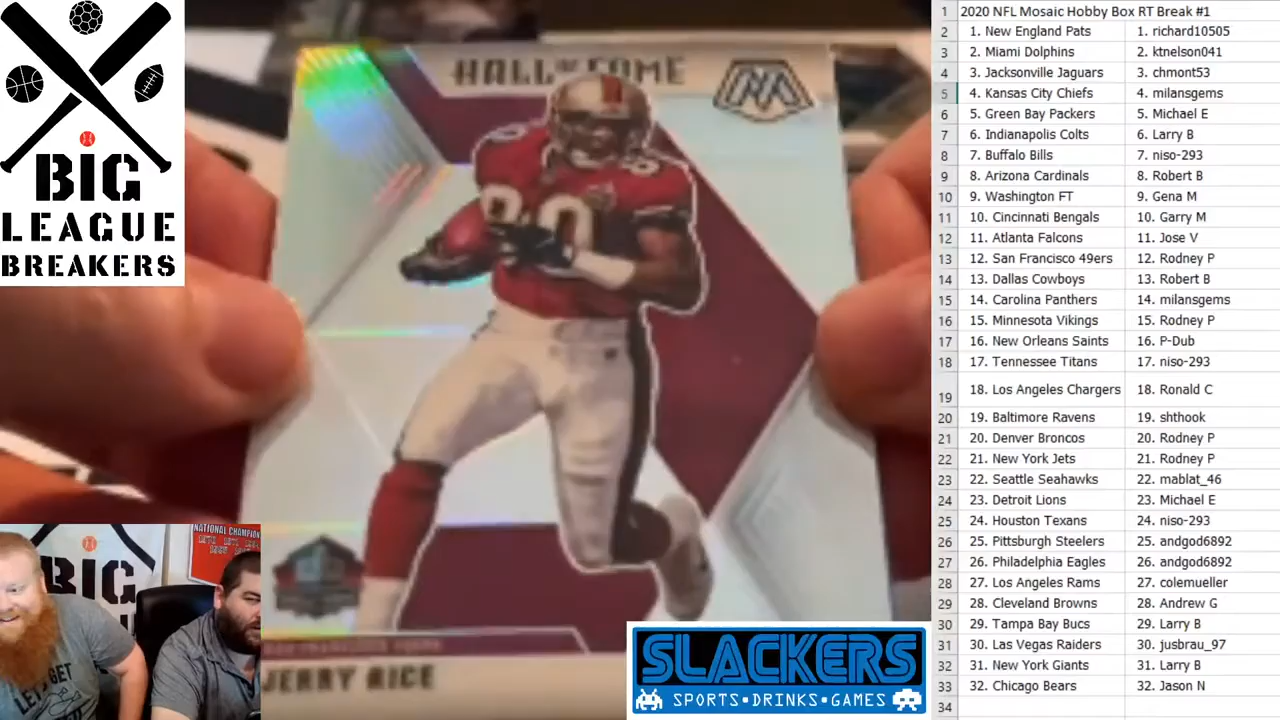 BIG
LEAGUE
BREAKERS
HALL OF FAME
80
JERRY RICE
BIG
NATIONAL CHAMPION
LET'S GET
SLACKERS
SPORTS•DRINKS•GAMES
1 2020 NFL Mosaic Hobby Box RT Break #1
2 1. New England Pats 1. richard10505
3 2. Miami Dolphins 2. ktnelson041
4 3. Jacksonville Jaguars 3. chmont53
5 4. Kansas City Chiefs 4. milansgems
6 5. Green Bay Packers 5. Michael E
7 6. Indianapolis Colts 6. Larry B
8 7. Buffalo Bills 7. niso-293
9 8. Arizona Cardinals 8. Robert B
10 9. Washington FT 9. Gena M
11 10. Cincinnati Bengals 10. Garry M
12 11. Atlanta Falcons 11. Jose V
13 12. San Francisco 49ers 12. Rodney P
14 13. Dallas Cowboys 13. Robert B
15 14. Carolina Panthers 14. milansgems
16 15. Minnesota Vikings 15. Rodney P
17 16. New Orleans Saints 16. P-Dub
18 17. Tennessee Titans 17. niso-293
19 18. Los Angeles Chargers 18. Ronald C
20 19. Baltimore Ravens 19. shthook
21 20. Denver Broncos 20. Rodney P
22 21. New York Jets 21. Rodney P
23 22. Seattle Seahawks 22. mablat_46
24 23. Detroit Lions 23. Michael E
25 24. Houston Texans 24. niso-293
26 25. Pittsburgh Steelers 25. andgod6892
27 26. Philadelphia Eagles 26. andgod6892
28 27. Los Angeles Rams 27. colemueller
29 28. Cleveland Browns 28. Andrew G
30 29. Tampa Bay Bucs 29. Larry B
31 30. Las Vegas Raiders 30. jusbrau_97
32 31. New York Giants 31. Larry B
33 32. Chicago Bears 32. Jason N
34